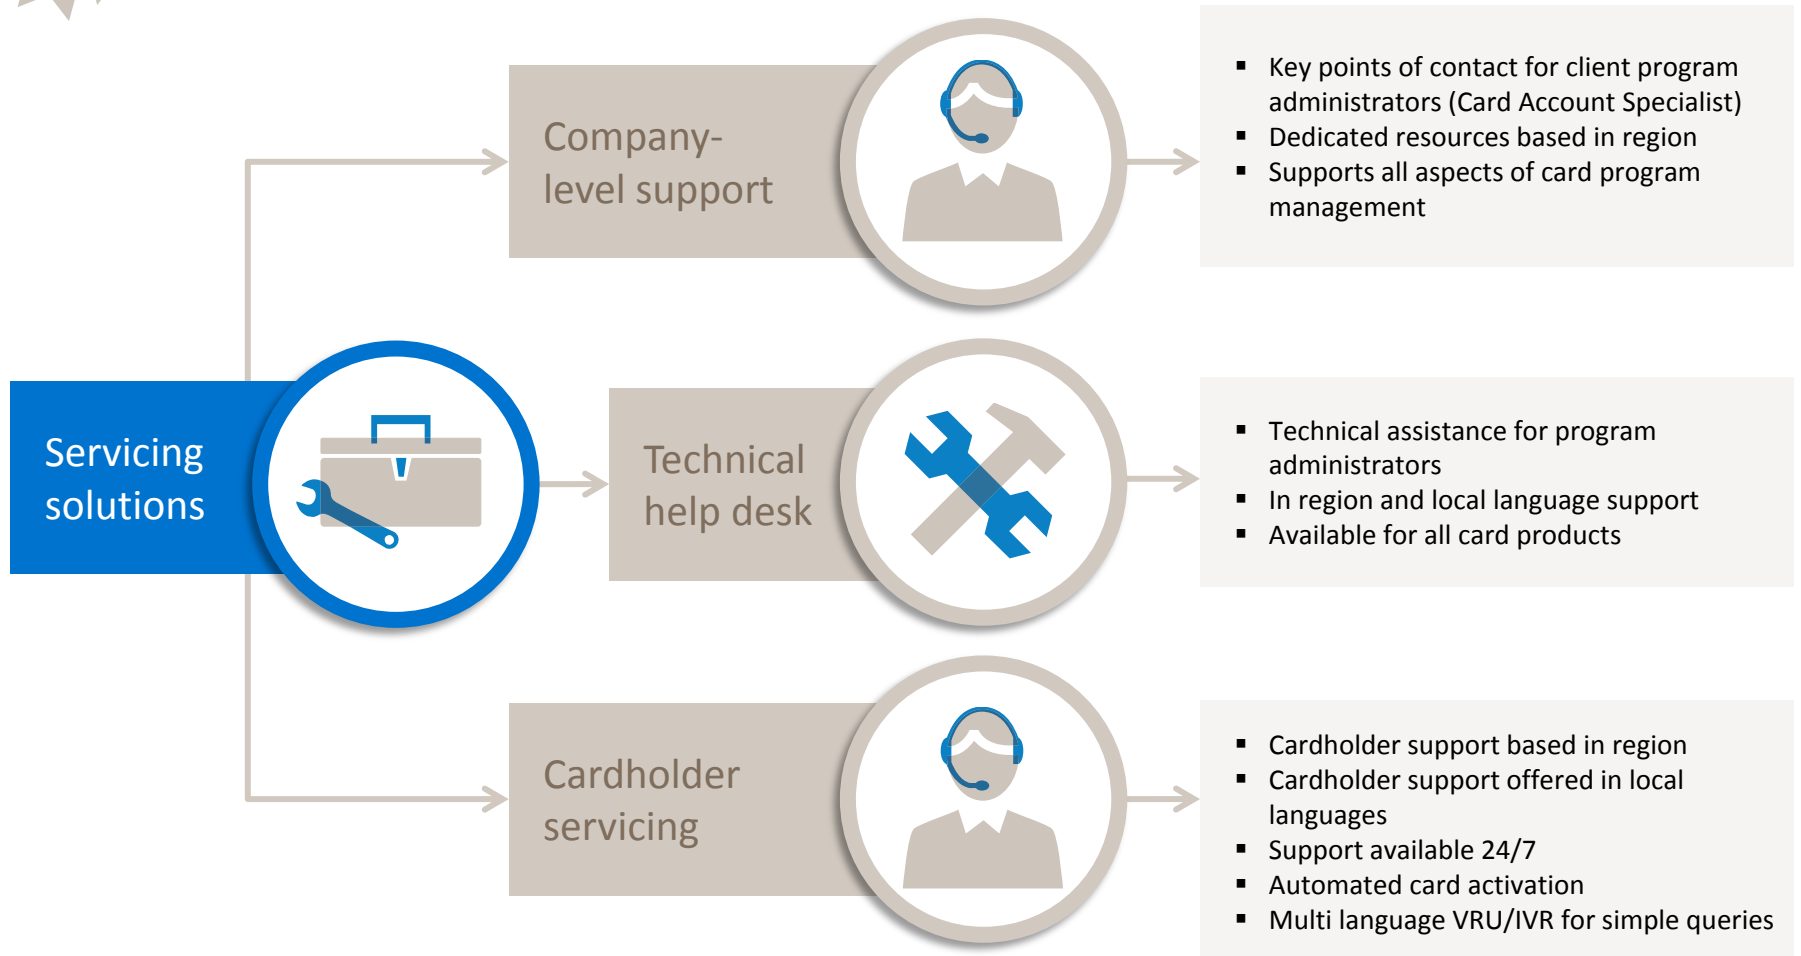 Servicing
solutions
Company-
level support
▪ Key points of contact for client program
administrators (Card Account Specialist)
▪ Dedicated resources based in region
▪ Supports all aspects of card program
management
Technical
help desk
▪ Technical assistance for program
administrators
▪ In region and local language support
▪ Available for all card products
Cardholder
servicing
▪ Cardholder support based in region
▪ Cardholder support offered in local
languages
▪ Support available 24/7
▪ Automated card activation
▪ Multi language VRU/IVR for simple queries